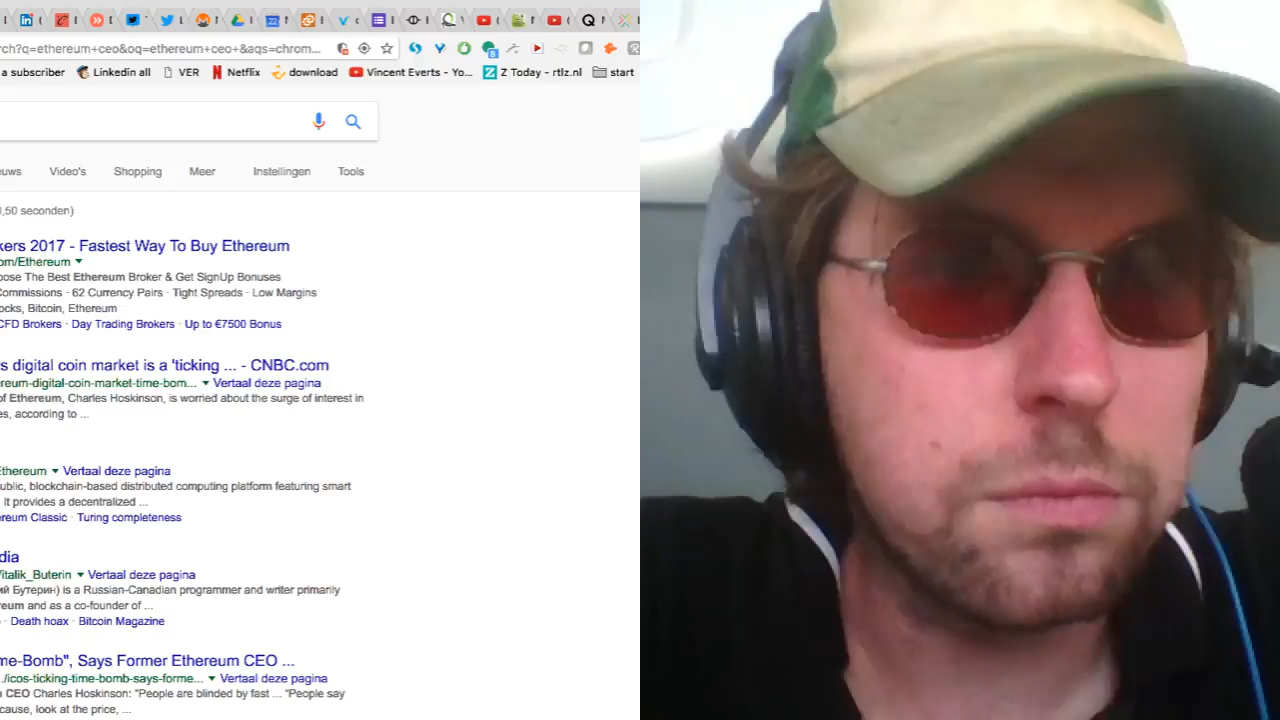 rch?q=ethereum+ceo&oq=ethereum+ceo+&aqs=chrom...
a subscriber Linkedin all VER Netflix download Vincent Everts - Yo... Z Today - rtlz.nl start
uws Video's Shopping Meer Instellingen Tools
,50 seconden)
kers 2017 - Fastest Way To Buy Ethereum
om/Ethereum
oose The Best Ethereum Broker & Get SignUp Bonuses
Commissions · 62 Currency Pairs · Tight Spreads · Low Margins
ocks, Bitcoin, Ethereum
CFD Brokers · Day Trading Brokers · Up to €7500 Bonus
s digital coin market is a 'ticking ... - CNBC.com
reum-digital-coin-market-time-bom... Vertaal deze pagina
of Ethereum, Charles Hoskinson, is worried about the surge of interest in
es, according to ...
Ethereum Vertaal deze pagina
ublic, blockchain-based distributed computing platform featuring smart
It provides a decentralized ...
reum Classic · Turing completeness
dia
/italik_Buterin Vertaal deze pagina
ий Бутерин) is a Russian-Canadian programmer and writer primarily
reum and as a co-founder of ...
· Death hoax · Bitcoin Magazine
me-Bomb", Says Former Ethereum CEO ...
./icos-ticking-time-bomb-says-forme... Vertaal deze pagina
CEO Charles Hoskinson: "People are blinded by fast ... "People say
cause, look at the price, ...